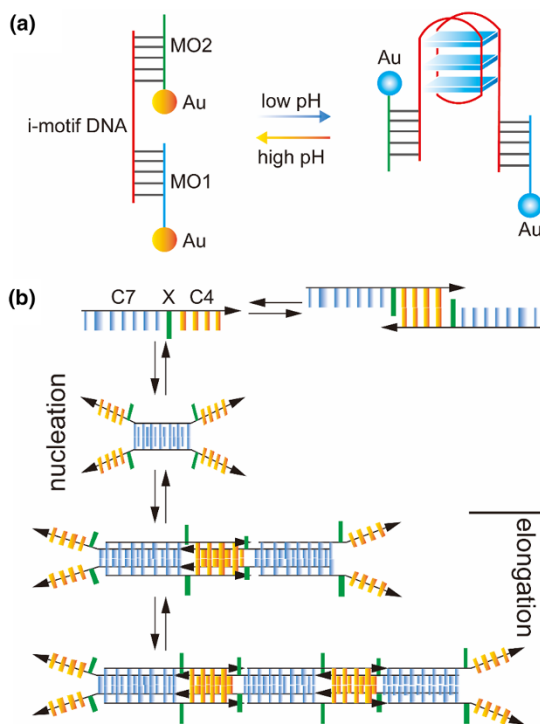 (a)
MO2
Au
i-motif DNA
MO1
Au
low pH
high pH
Au
Au
(b)
C7 X C4
nucleation
elongation